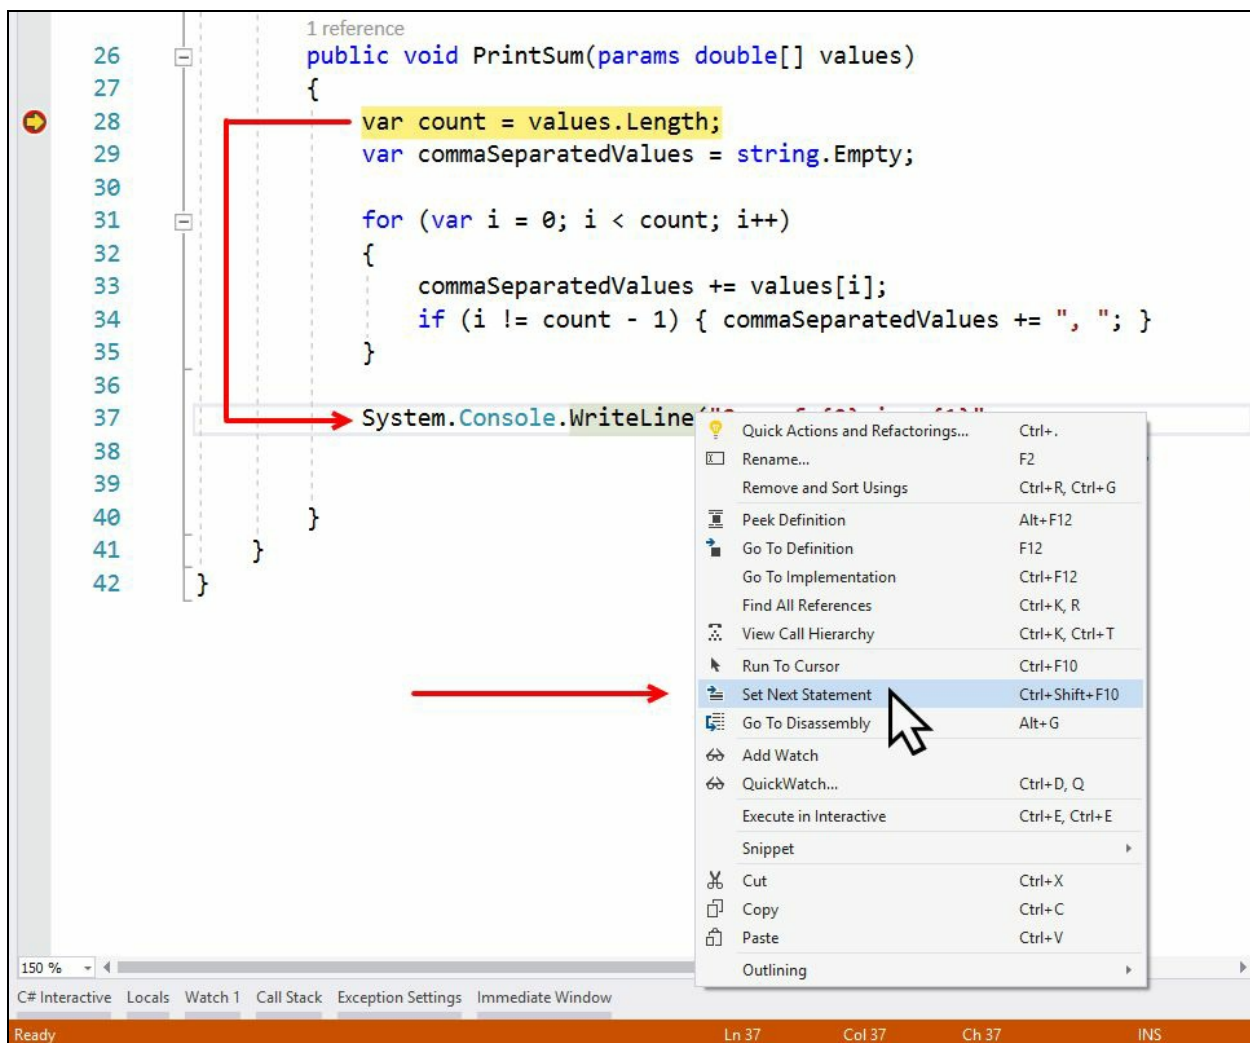 1 reference
26 public void PrintSum(params double[] values)
27 {
28 var count = values.Length;
29 var commaSeparatedValues = string.Empty;
30
31 for (var i = 0; i < count; i++)
32 {
33 commaSeparatedValues += values[i];
34 if (i != count - 1) { commaSeparatedValues += ", "; }
35 }
36
37 System.Console.WriteLine(
38
39
40 }
41 }
42 }
Quick Actions and Refactorings... Ctrl+.
Rename... F2
Remove and Sort Usings Ctrl+R, Ctrl+G
Peek Definition Alt+F12
Go To Definition F12
Go To Implementation Ctrl+F12
Find All References Ctrl+K, R
View Call Hierarchy Ctrl+K, Ctrl+T
Run To Cursor Ctrl+F10
Set Next Statement Ctrl+Shift+F10
Go To Disassembly Alt+G
Add Watch
QuickWatch... Ctrl+D, Q
Execute in Interactive Ctrl+E, Ctrl+E
Snippet
Cut Ctrl+X
Copy Ctrl+C
Paste Ctrl+V
Outlining
150 %
C# Interactive Locals Watch 1 Call Stack Exception Settings Immediate Window
Ready Ln 37 Col 37 Ch 37 INS